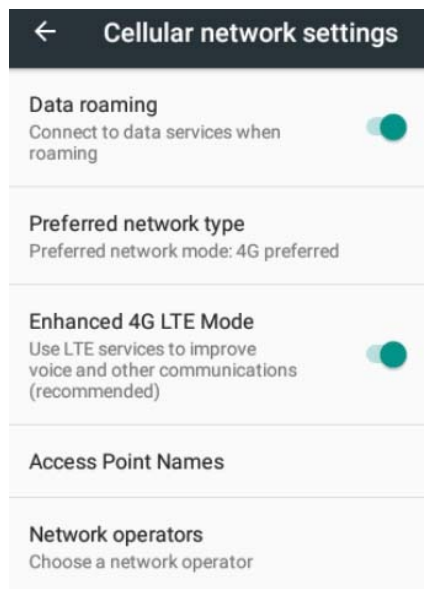 Cellular network settings
Data roaming
Connect to data services when
roaming
Preferred network type
Preferred network mode: 4G preferred
Enhanced 4G LTE Mode
Use LTE services to improve
voice and other communications
(recommended)
Access Point Names
Network operators
Choose a network operator